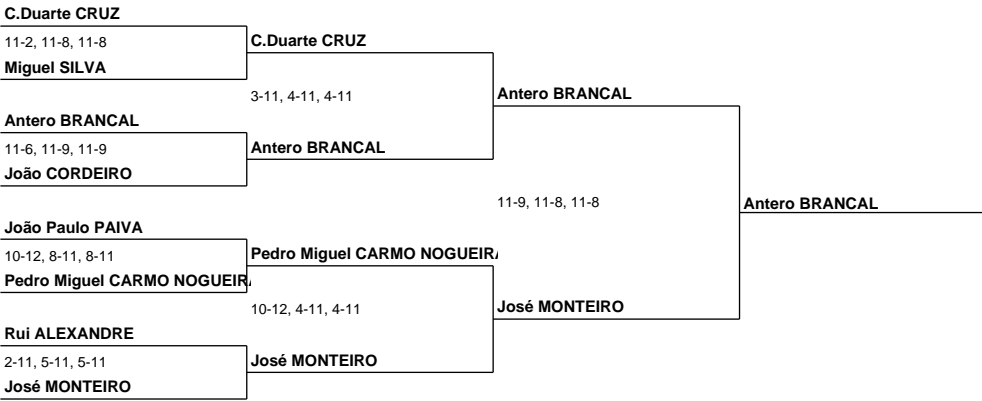 C.Duarte CRUZ
11-2, 11-8, 11-8
C.Duarte CRUZ
Miguel SILVA
3-11, 4-11, 4-11
Antero BRANCAL
Antero BRANCAL
11-6, 11-9, 11-9
Antero BRANCAL
João CORDEIRO
11-9, 11-8, 11-8
Antero BRANCAL
João Paulo PAIVA
10-12, 8-11, 8-11
Pedro Miguel CARMO NOGUEIRA
Pedro Miguel CARMO NOGUEIRA
10-12, 4-11, 4-11
José MONTEIRO
Rui ALEXANDRE
2-11, 5-11, 5-11
José MONTEIRO
José MONTEIRO